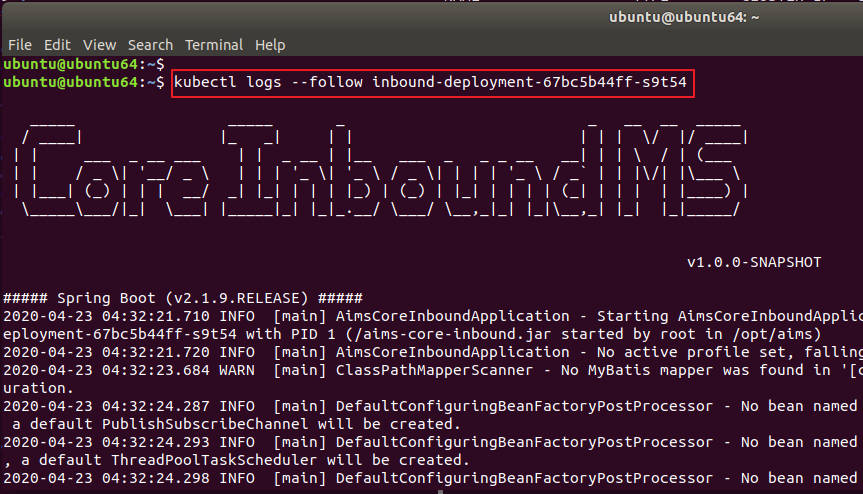 ubuntu@ubuntu64: ~
File Edit View Search Terminal Help
ubuntu@ubuntu64:~$
ubuntu@ubuntu64:~$ kubectl logs --follow inbound-deployment-67bc5b44ff-s9t54
CoreInboundMS
v1.0.0-SNAPSHOT
##### Spring Boot (v2.1.9.RELEASE) #####
2020-04-23 04:32:21.710 INFO  [main] AimsCoreInboundApplication - Starting AimsCoreInboundApplic
eployment-67bc5b44ff-s9t54 with PID 1 (/aims-core-inbound.jar started by root in /opt/aims)
2020-04-23 04:32:21.720 INFO  [main] AimsCoreInboundApplication - No active profile set, falling
2020-04-23 04:32:23.684 WARN  [main] ClassPathMapperScanner - No MyBatis mapper was found in '[c
uration.
2020-04-23 04:32:24.287 INFO  [main] DefaultConfiguringBeanFactoryPostProcessor - No bean named
 a default PublishSubscribeChannel will be created.
2020-04-23 04:32:24.293 INFO  [main] DefaultConfiguringBeanFactoryPostProcessor - No bean named
, a default ThreadPoolTaskScheduler will be created.
2020-04-23 04:32:24.298 INFO  [main] DefaultConfiguringBeanFactoryPostProcessor - No bean named